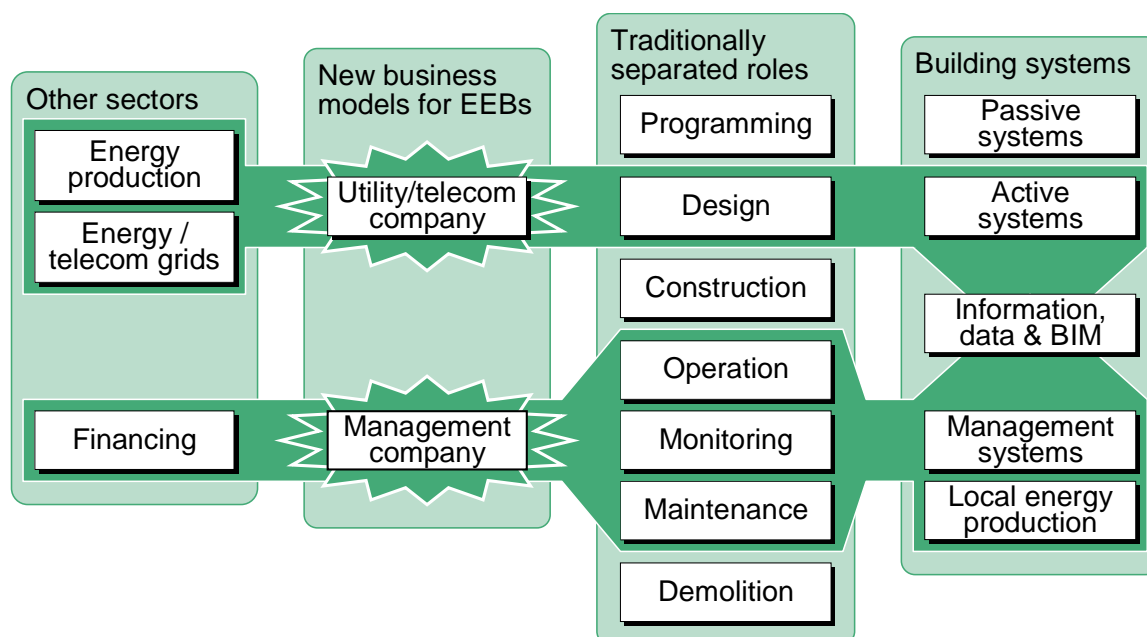 Other sectors
Energy
production
Energy /
telecom grids
Financing
New business
models for EEBs
Utility/telecom
company
Management
company
Traditionally
separated roles
Programming
Design
Construction
Operation
Monitoring
Maintenance
Demolition
Building systems
Passive
systems
Active
systems
Information,
data & BIM
Management
systems
Local energy
production